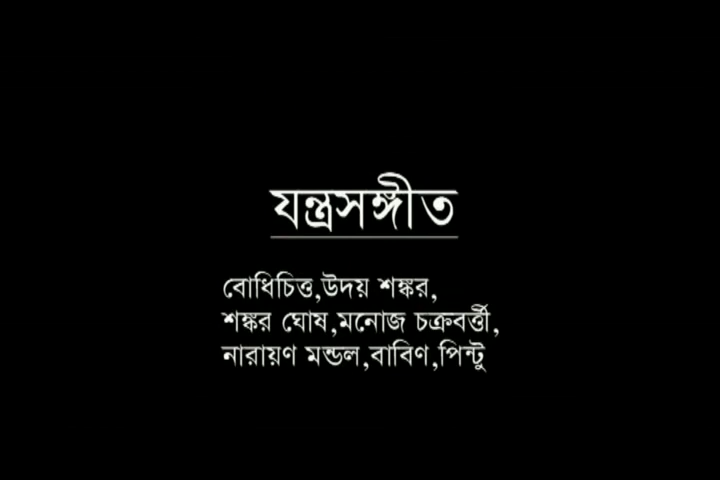 যন্ত্রসঙ্গীত
বোধিচিত্ত,উদয় শঙ্কর,
শঙ্কর ঘোষ,মনোজ চক্রবর্ত্তী,
নারায়ণ মন্ডল,বাবিণ,পিন্টু